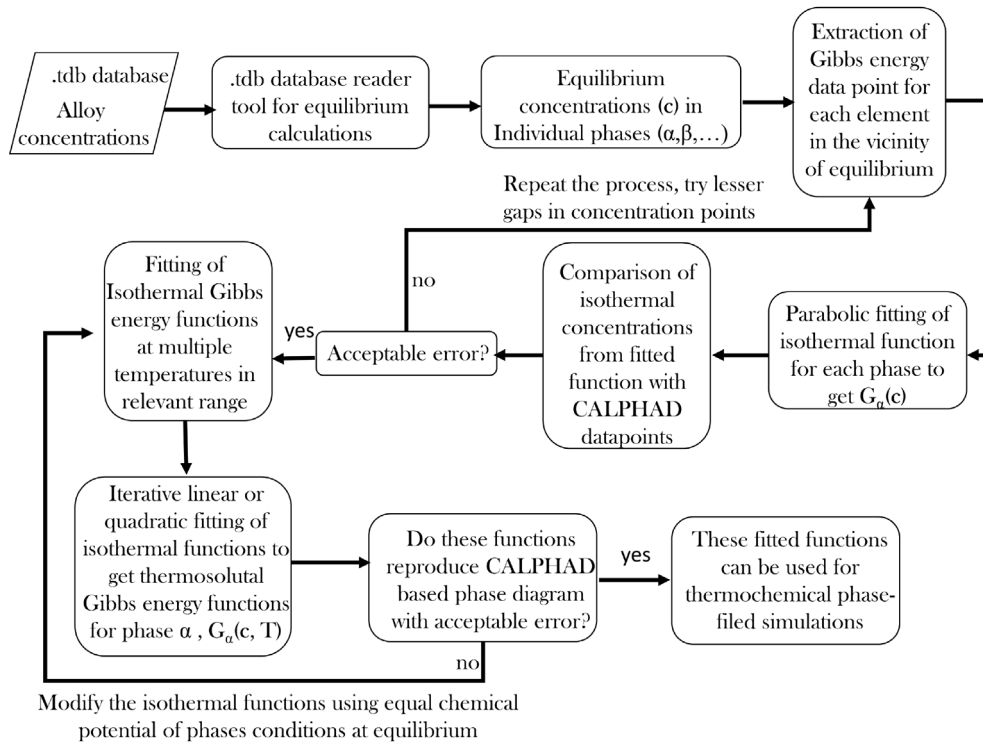 .tdb database
Alloy
concentrations
.tdb database reader
tool for equilibrium
calculations
Equilibrium
concentrations (c) in
Individual phases (α,β,…)
Extraction of
Gibbs energy
data point for
each element
in the vicinity
of equilibrium
Repeat the process, try lesser
gaps in concentration points
no
Parabolic fitting of
isothermal function
for each phase to
get Gα(c)
Comparison of
isothermal
concentrations
from fitted
function with
CALPHAD
datapoints
Acceptable error?
yes
Fitting of
Isothermal Gibbs
energy functions
at multiple
temperatures in
relevant range
Iterative linear or
quadratic fitting of
isothermal functions to
get thermosolutal
Gibbs energy functions
for phase α , Gα(c, T)
Do these functions
reproduce CALPHAD
based phase diagram
with acceptable error?
yes
These fitted functions
can be used for
thermochemical phase-
filed simulations
no
Modify the isothermal functions using equal chemical
potential of phases conditions at equilibrium